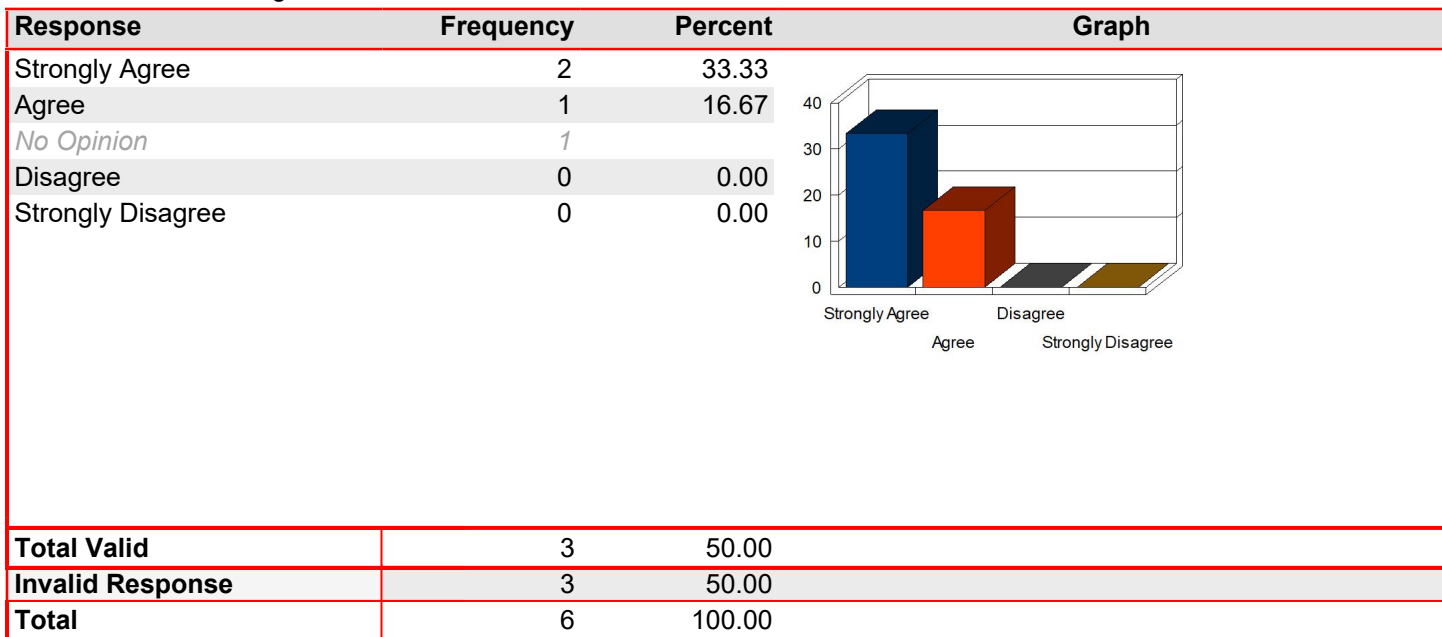 Response Frequency Percent Graph
Strongly Agree 2 33.33
Agree 1 16.67
No Opinion 1
Disagree 0 0.00
Strongly Disagree 0 0.00
40
30
20
10
0
Strongly Agree Disagree
Agree Strongly Disagree
Total Valid 3 50.00
Invalid Response 3 50.00
Total 6 100.00